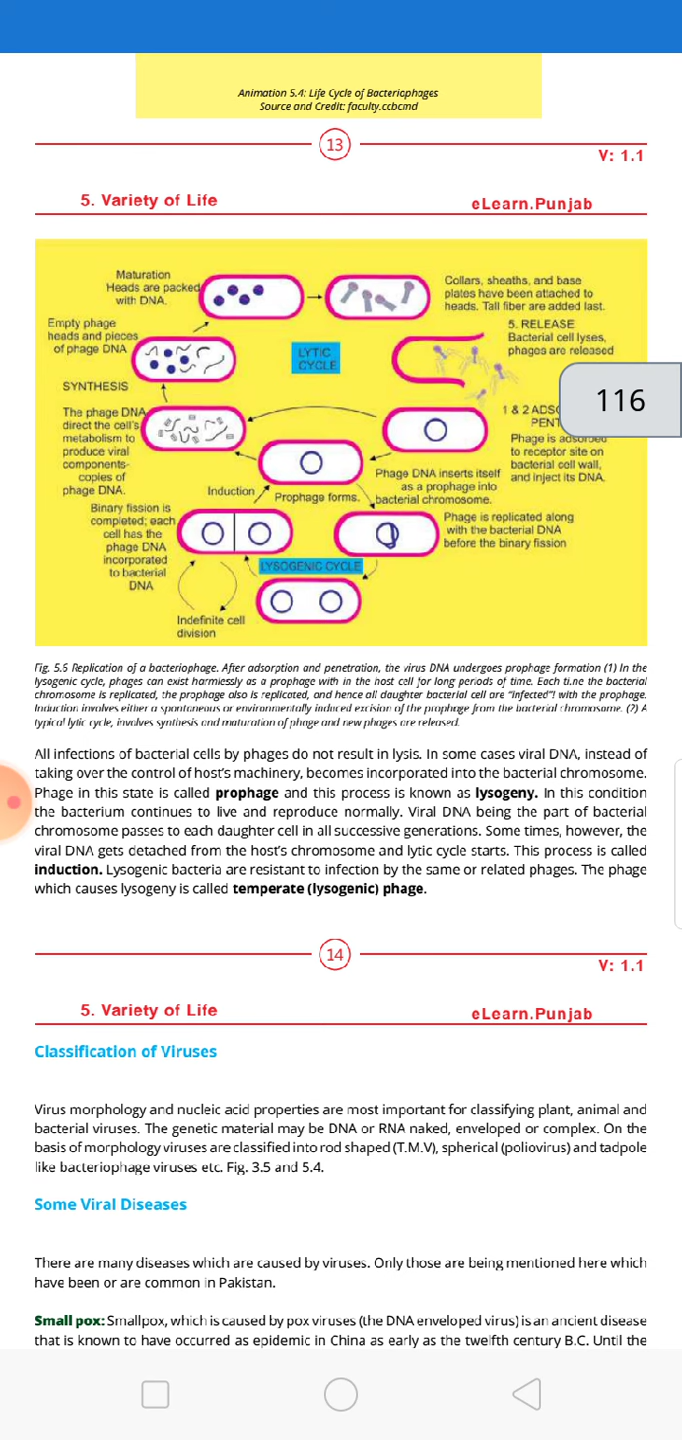 Animation 5.4: Life Cycle of Bacteriophages
Source and Credit: faculty.ccbcmd
13
V: 1.1
5. Variety of Life
eLearn.Punjab
Maturation
Heads are packed
with DNA.
Collars, sheaths, and base
plates have been attached to
heads. Tall fiber are added last.
Empty phage
heads and pieces
of phage DNA
LYTIC
CYCLE
5. RELEASE
Bacterial cell lyses,
phages are released
SYNTHESIS
116
The phage DNA
direct the cell's
metabolism to
produce viral
components-
copies of
phage DNA.
1 & 2
Phage is adsorbed
to receptor site on
bacterial cell wall,
and inject its DNA.
Induction
Prophage forms.
Phage DNA inserts itself
as a prophage into
bacterial chromosome.
Binary fission is
completed; each
cell has the
phage DNA
incorporated
to bacterial
DNA
Phage is replicated along
with the bacterial DNA
before the binary fission
LYSOGENIC CYCLE
Indefinite cell
division
Fig. 5.6 Replication of a bacteriophage. After adsorption and penetration, the virus DNA undergoes prophage formation (1) In the
lysogenic cycle, phages can exist harmiessly as a prophage with in the host cell for long periods of time. Each time the bacterial
chromosome is replicated, the prophage also is replicated, and hence all daughter bacterial cell are "infected"! with the prophage.
Induction involves either a spontaneous or environmentally induced excision of the prophage from the bacterial chromosome. (2) A
typical lytic cycle, involves synthesis and maturation of phage and new phages are released.
All infections of bacterial cells by phages do not result in lysis. In some cases viral DNA, instead of
taking over the control of host's machinery, becomes incorporated into the bacterial chromosome.
Phage in this state is called prophage and this process is known as lysogeny. In this condition
the bacterium continues to live and reproduce normally. Viral DNA being the part of bacterial
chromosome passes to each daughter cell in all successive generations. Some times, however, the
viral DNA gets detached from the host's chromosome and lytic cycle starts. This process is called
induction. Lysogenic bacteria are resistant to infection by the same or related phages. The phage
which causes lysogeny is called temperate (lysogenic) phage.
14
V: 1.1
5. Variety of Life
eLearn.Punjab
Classification of Viruses
Virus morphology and nucleic acid properties are most important for classifying plant, animal and
bacterial viruses. The genetic material may be DNA or RNA naked, enveloped or complex. On the
basis of morphology viruses are classified into rod shaped (T.M.V), spherical (poliovirus) and tadpole
like bacteriophage viruses etc. Fig. 3.5 and 5.4.
Some Viral Diseases
There are many diseases which are caused by viruses. Only those are being mentioned here which
have been or are common in Pakistan.
Small pox: Smallpox, which is caused by pox viruses (the DNA enveloped virus) is an ancient disease
that is known to have occurred as epidemic in China as early as the twelfth century B.C. Until the